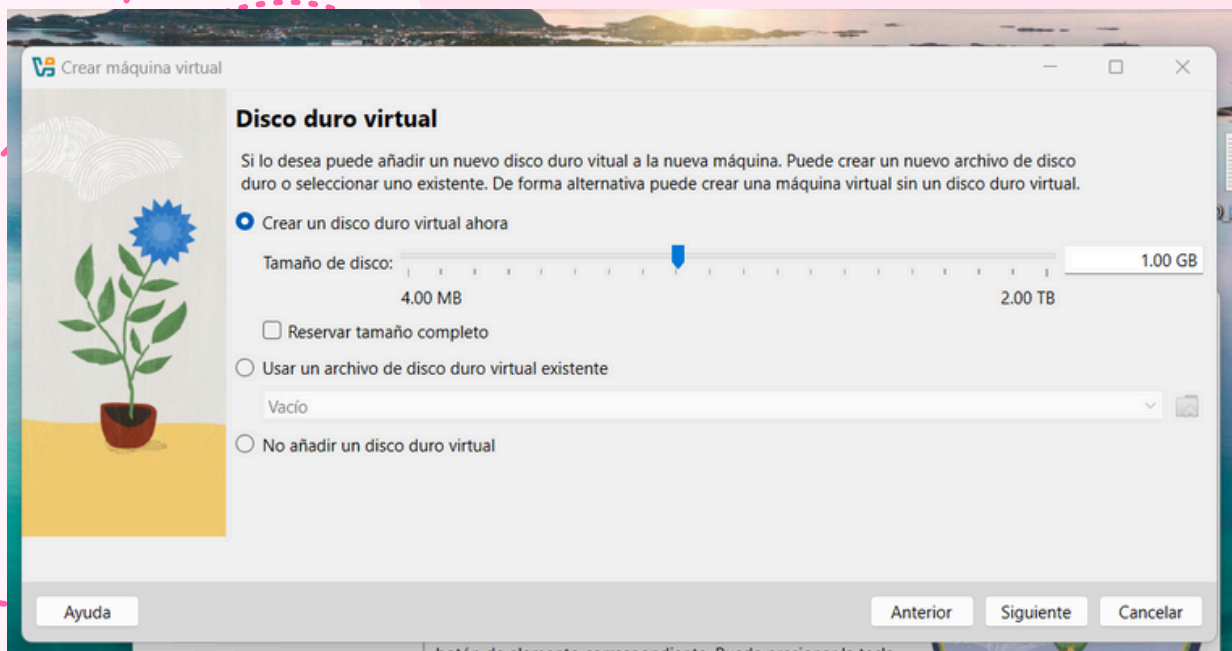 Crear máquina virtual
Disco duro virtual
Si lo desea puede añadir un nuevo disco duro vitual a la nueva máquina. Puede crear un nuevo archivo de disco
duro o seleccionar uno existente. De forma alternativa puede crear una máquina virtual sin un disco duro virtual.
Crear un disco duro virtual ahora
Tamaño de disco:
1.00 GB
4.00 MB
2.00 TB
Reservar tamaño completo
Usar un archivo de disco duro virtual existente
Vacío
No añadir un disco duro virtual
Ayuda
Anterior
Siguiente
Cancelar